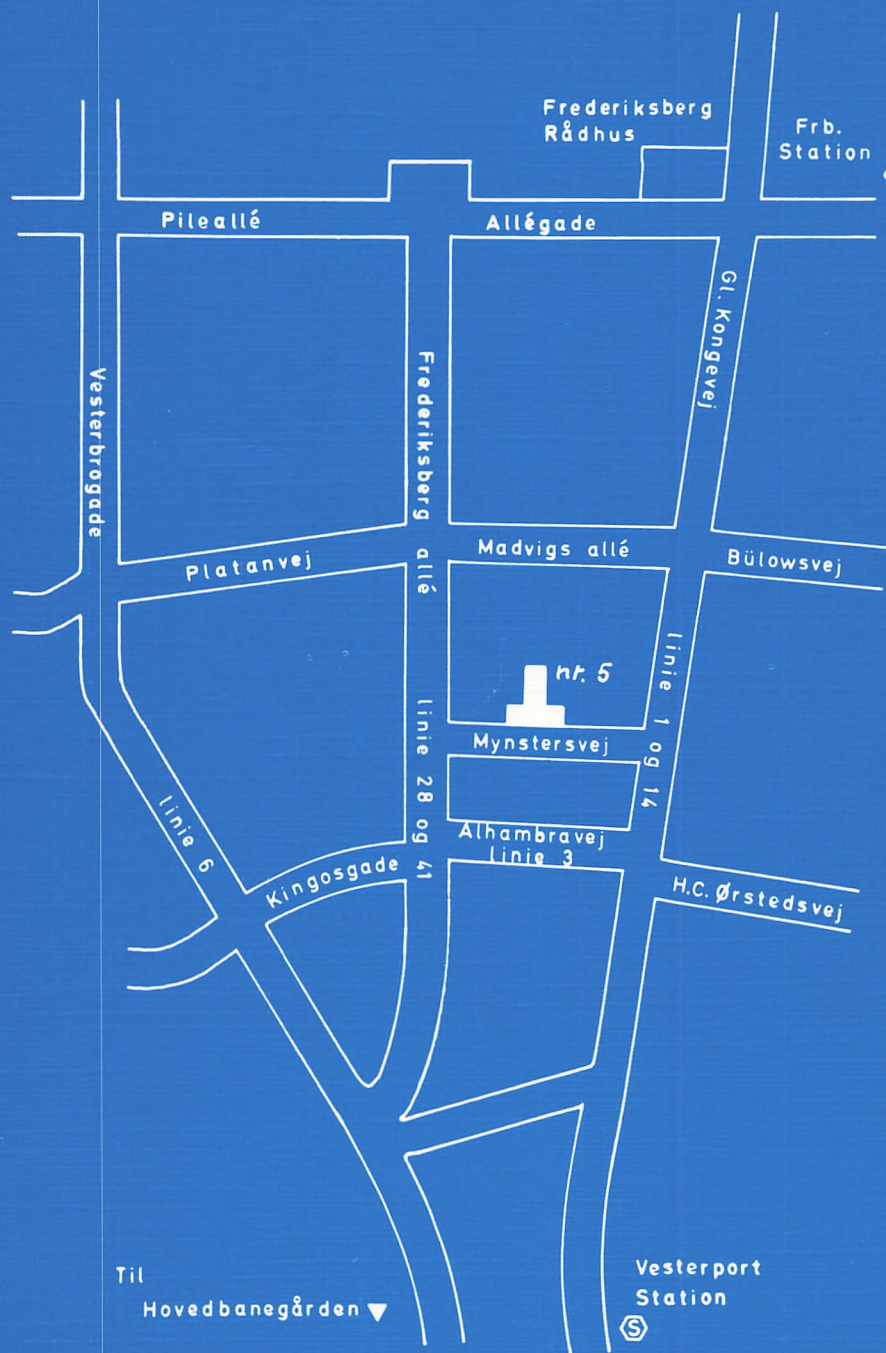 Frederiksberg
Rådhus
Frb.
Station
Pileallé
Allégade
Gl. Kongevej
Vesterbrogade
Frederiksberg allé
Platanvej
Madvigs allé
Bülowsvej
nr. 5
linie 1 og 14
Mynstersvej
linie 28 og 41
linie 6
Alhambravej
linie 3
Kingosgade
H.C. Ørstedsvej
Til
Hovedbanegården
Vesterport
Station
S